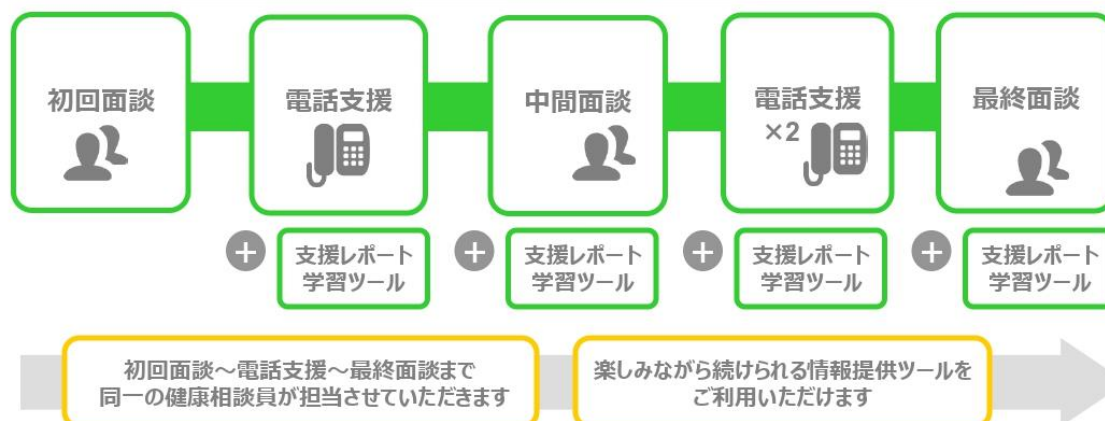 初回面談
電話支援
中間面談
電話支援
×2
最終面談
支援レポート
学習ツール
支援レポート
学習ツール
支援レポート
学習ツール
支援レポート
学習ツール
初回面談～電話支援～最終面談まで
同一の健康相談員が担当させていただきます
楽しみながら続けられる情報提供ツールを
ご利用いただけます